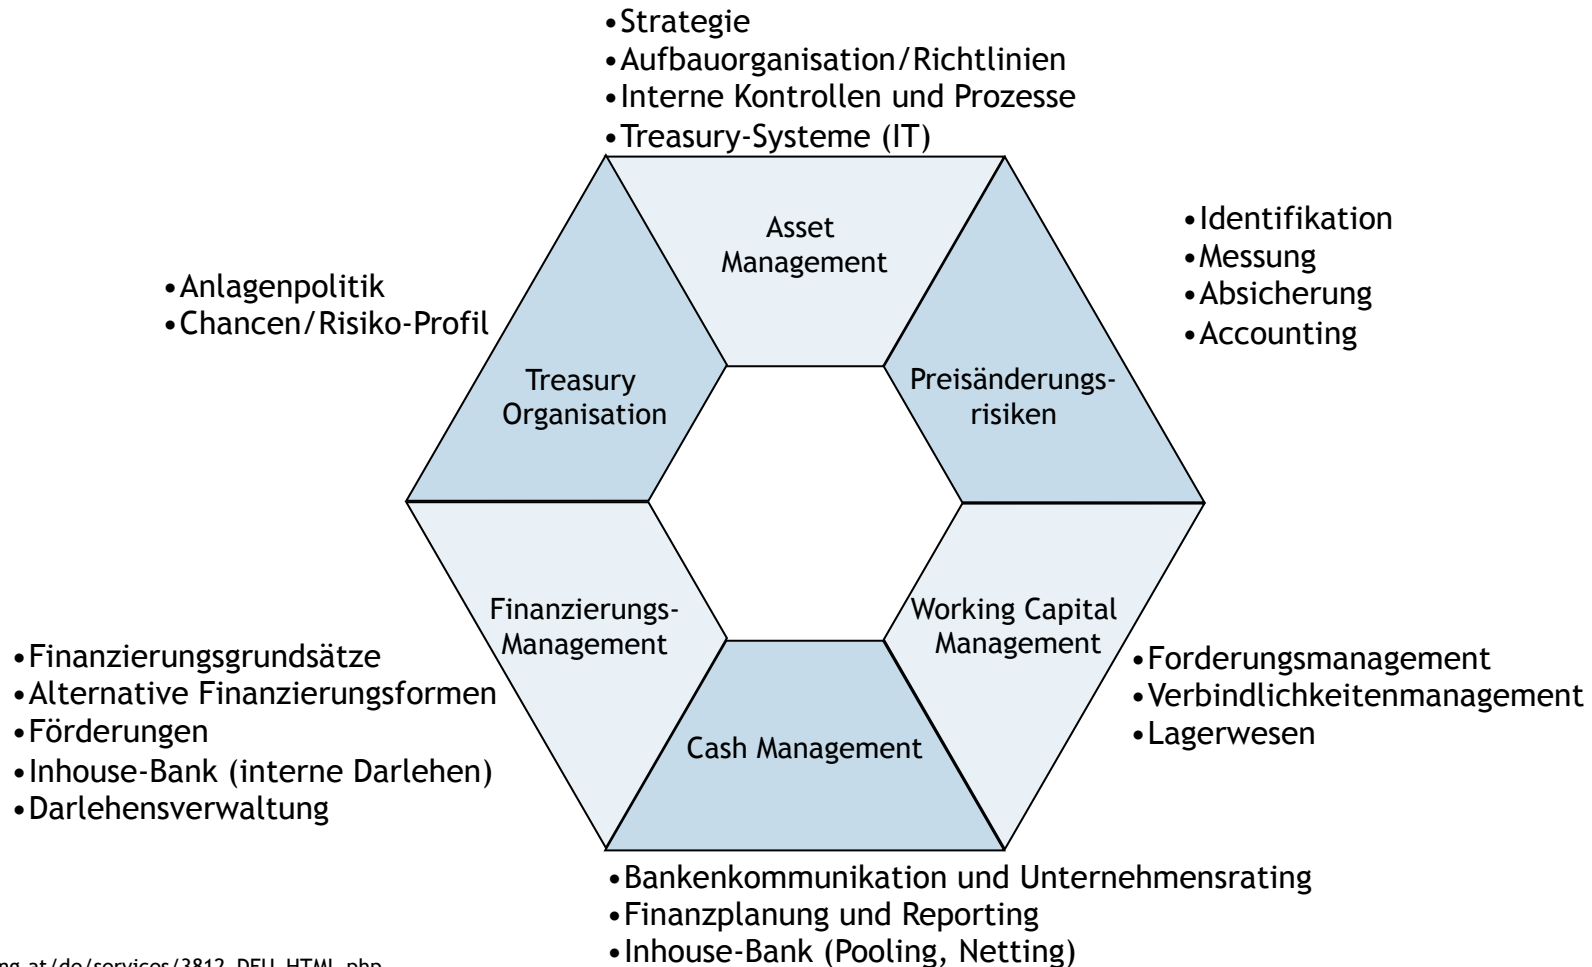 •Strategie
•Aufbauorganisation/Richtlinien
•Interne Kontrollen und Prozesse
•Treasury-Systeme (IT)
Asset
Management
•Identifikation
•Messung
•Absicherung
•Accounting
•Anlagenpolitik
•Chancen/Risiko-Profil
Treasury
Organisation
Preisänderungs-
risiken
Finanzierungs-
Management
Working Capital
Management
•Finanzierungsgrundsätze
•Alternative Finanzierungsformen
•Förderungen
•Inhouse-Bank (interne Darlehen)
•Darlehensverwaltung
•Forderungsmanagement
•Verbindlichkeitenmanagement
•Lagerwesen
Cash Management
•Bankenkommunikation und Unternehmensrating
•Finanzplanung und Reporting
•Inhouse-Bank (Pooling, Netting)